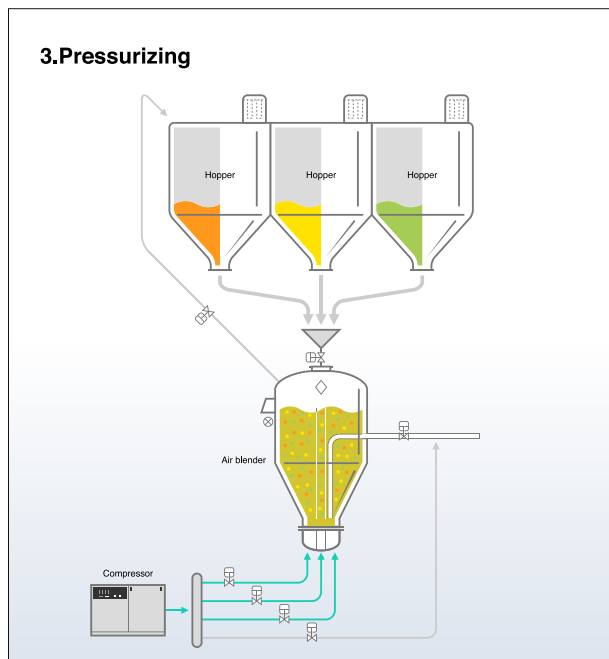 3.Pressurizing
Hopper
Hopper
Hopper
Air blender
Compressor